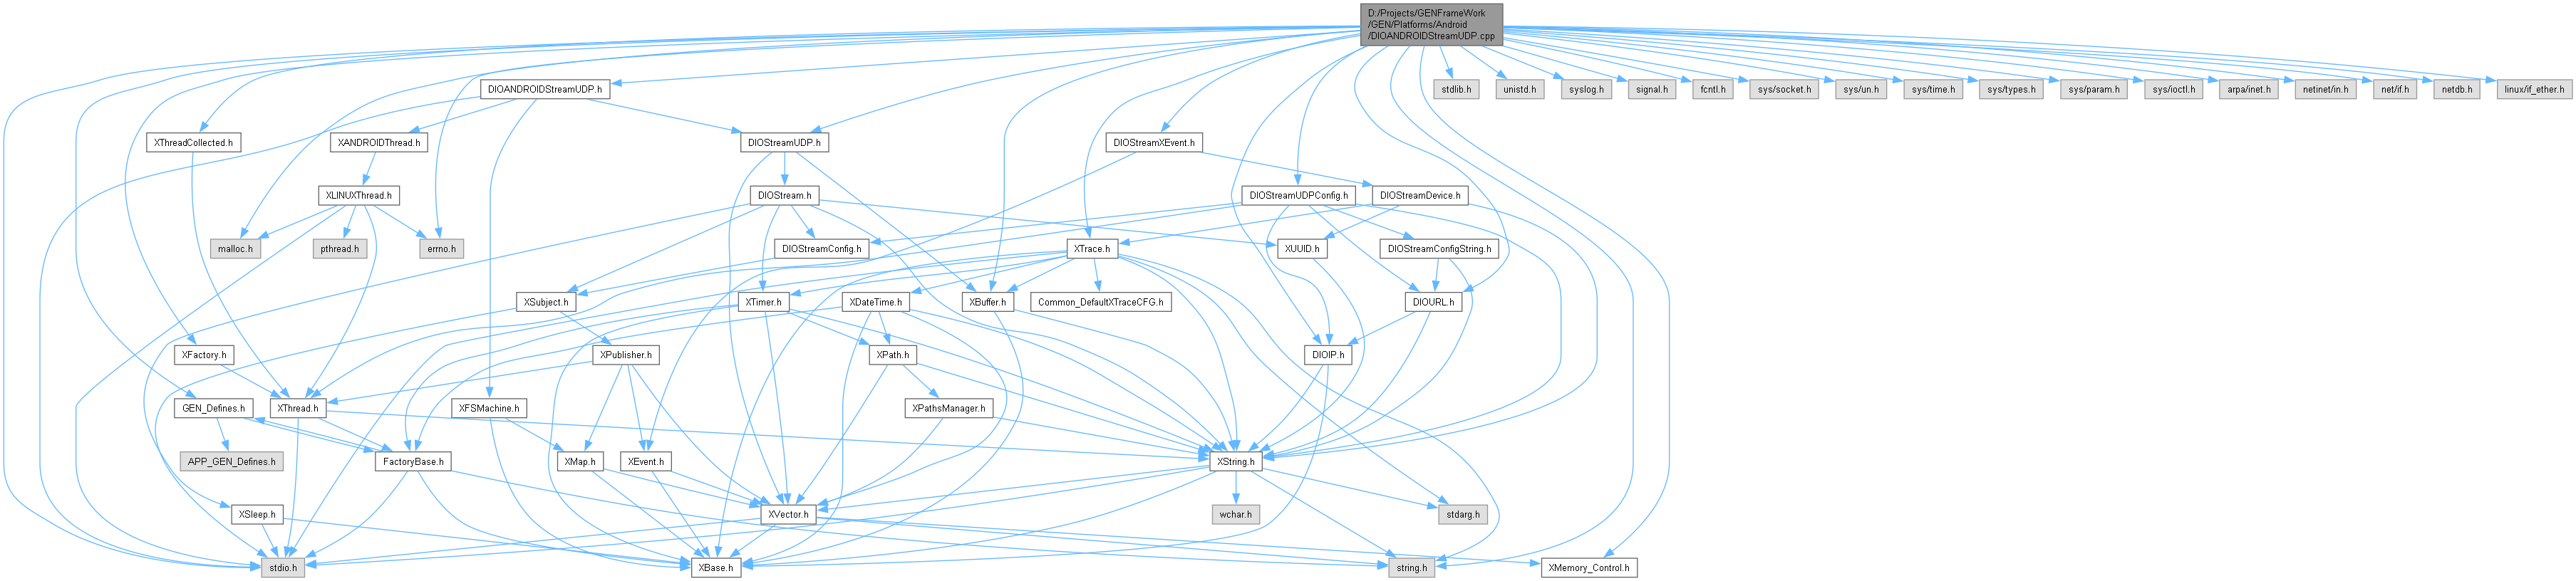 D:/Projects/GENFrameWork
/GEN/Platforms/Android
/DIOANDROIDStreamUDP.cpp
DIOANDROIDStreamUDP.h
stdlib.h
unistd.h
syslog.h
signal.h
fcntl.h
sys/socket.h
sys/un.h
sys/time.h
sys/types.h
sys/param.h
sys/ioctl.h
arpa/inet.h
netinet/in.h
net/if.h
netdb.h
linux/if_ether.h
XThreadCollected.h
XANDROIDThread.h
DIOStreamUDP.h
DIOStreamXEvent.h
XLINUXThread.h
DIOStream.h
DIOStreamUDPConfig.h
DIOStreamDevice.h
malloc.h
pthread.h
errno.h
DIOStreamConfig.h
XTrace.h
XUUID.h
DIOStreamConfigString.h
XSubject.h
XTimer.h
XDateTime.h
XBuffer.h
Common_DefaultXTraceCFG.h
DIOURL.h
XFactory.h
XPublisher.h
XPath.h
DIOIP.h
GEN_Defines.h
XThread.h
XFSMachine.h
XPathsManager.h
APP_GEN_Defines.h
FactoryBase.h
XMap.h
XEvent.h
XString.h
XSleep.h
XVector.h
wchar.h
stdarg.h
stdio.h
XBase.h
string.h
XMemory_Control.h